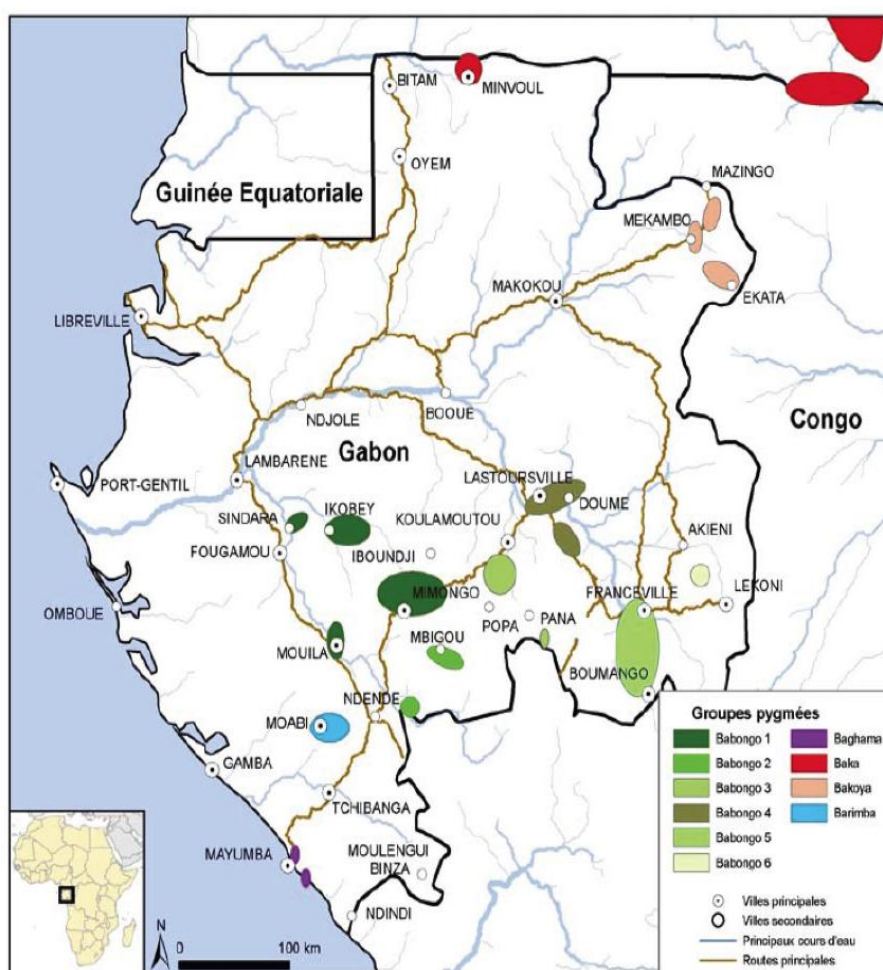 BITAM
MINVOUL
OYEM
Guinée Equatoriale
MAZINGO
MEKAMBO
MAKOKOU
EKATA
LIBREVILLE
BOOUE
NDJOLE
Congo
Gabon
LAMBARENE
PORT-GENTIL
LASTOURSVILLE
DOUME
SINDARA
IKOBEY
KOULAMOUTOU
AKIENI
FOUGAMOU
IBOUNDJI
FRANCEVILLE
LEKONI
OMBOUE
MIMONGO
POPA
PANA
MOUILA
MBIGOU
BOUMANGO
NDENDE
MOABI
GAMBA
TCHIBANGA
MAYUMBA
MOULENGUI
BINZA
NDINDI
N
0 100 km
Groupes pygmées
Babongo 1
Babongo 2
Babongo 3
Babongo 4
Babongo 5
Babongo 6
Baghama
Baka
Bakoya
Barimba
Villes principales
Villes secondaires
Principaux cours d'eau
Routes principales